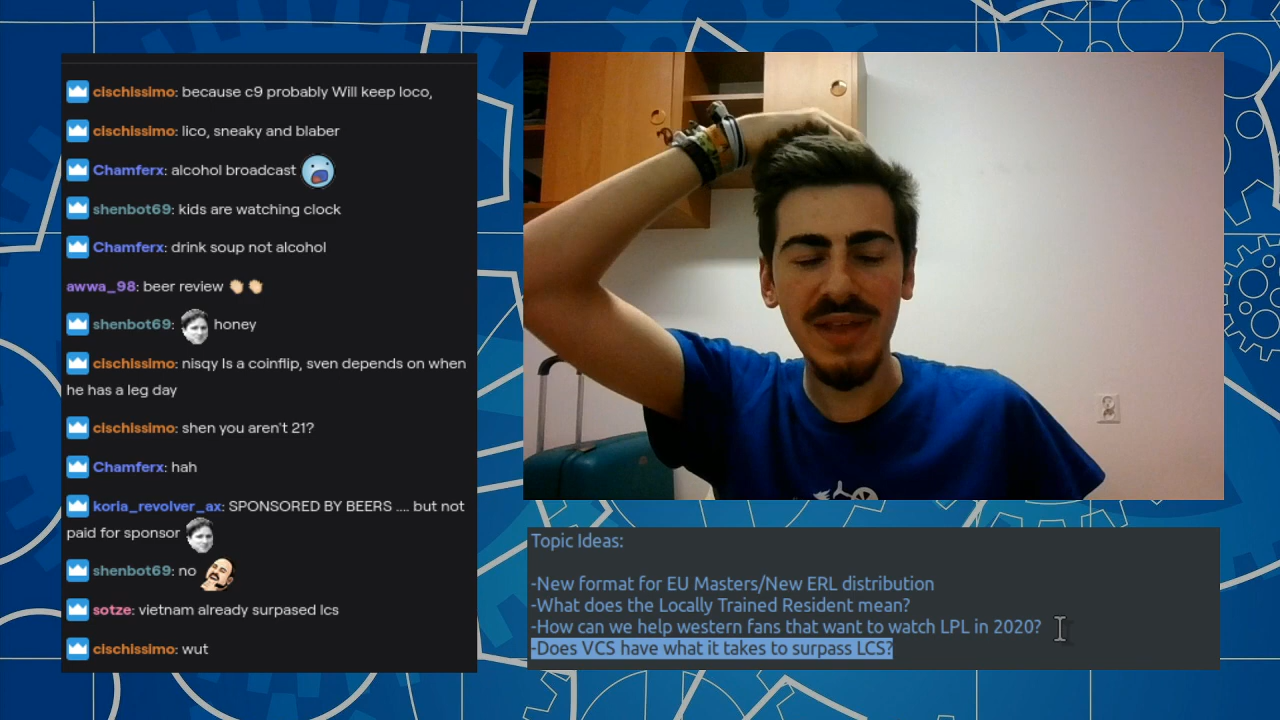 cischissimo: because c9 probably Will keep loco,
cischissimo: lico, sneaky and blaber
Chamferx: alcohol broadcast
shenbot69: kids are watching clock
Chamferx: drink soup not alcohol
awwa_98: beer review
shenbot69: honey
cischissimo: nisqy Is a coinflip, sven depends on when
he has a leg day
cischissimo: shen you aren't 21?
Chamferx: hah
koria_revolver_ax: SPONSORED BY BEERS .... but not
paid for sponsor
shenbot69: no
sotze: vietnam already surpased lcs
cischissimo: wut
Topic Ideas:
-New format for EU Masters/New ERL distribution
-What does the Locally Trained Resident mean?
-How can we help western fans that want to watch LPL in 2020?
-Does VCS have what it takes to surpass LCS?